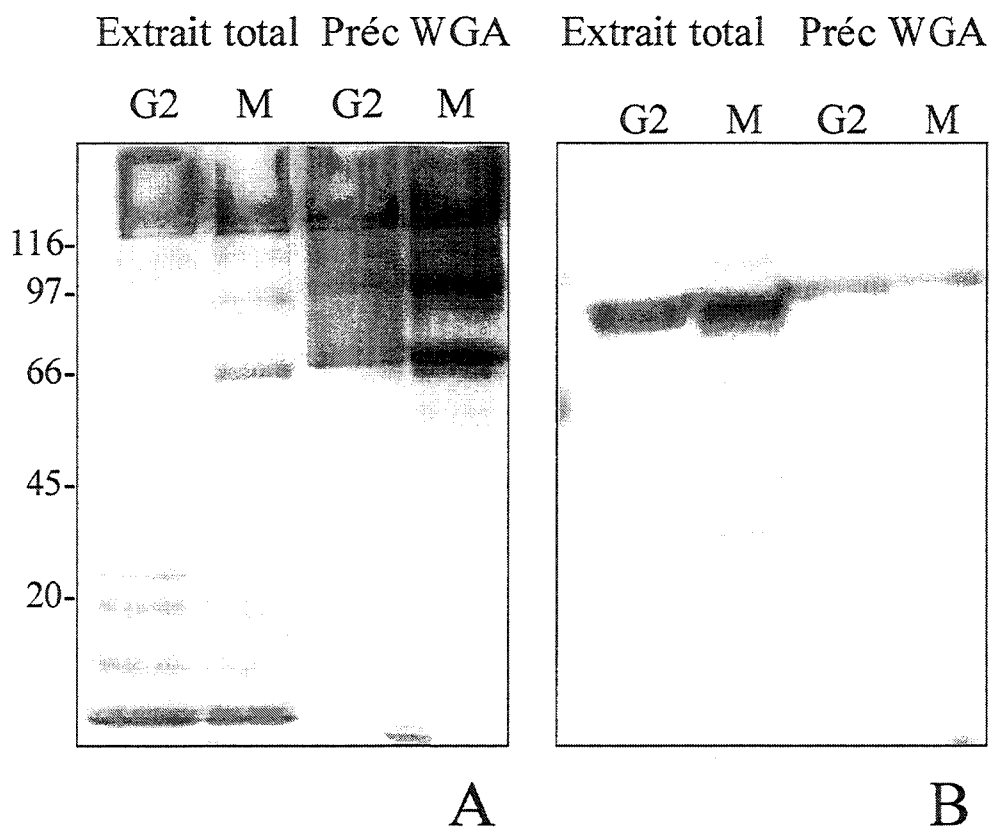 Extrait total Préc WGA Extrait total Préc WGA
G2 M G2 M G2 M G2 M
116-
97-
66-
45-
20-
A B